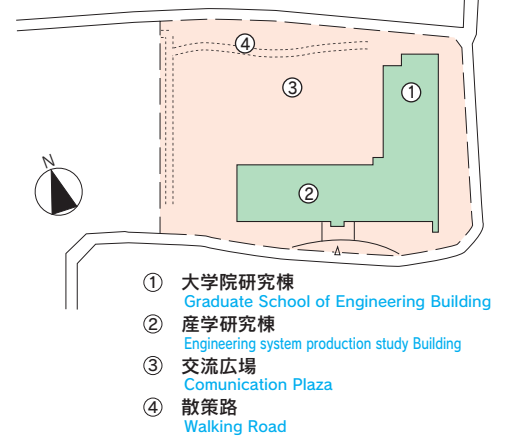 ④
③
①
②
N
① 大学院研究棟
Graduate School of Engineering Building
② 産学研究棟
Engineering system production study Building
③ 交流広場
Comunication Plaza
④ 散策路
Walking Road